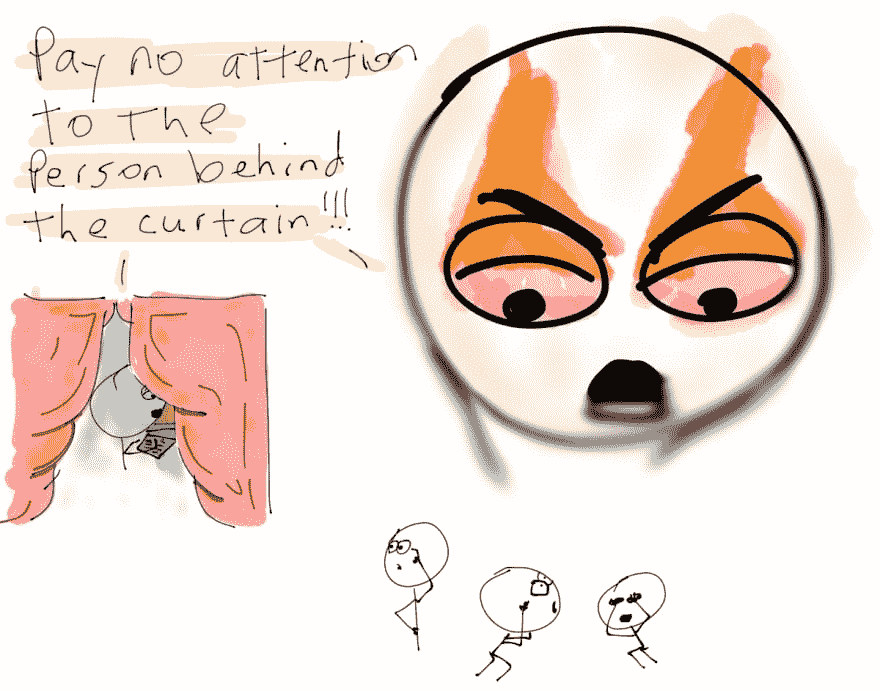 Pay no attention
to the
person behind
the curtain!!!